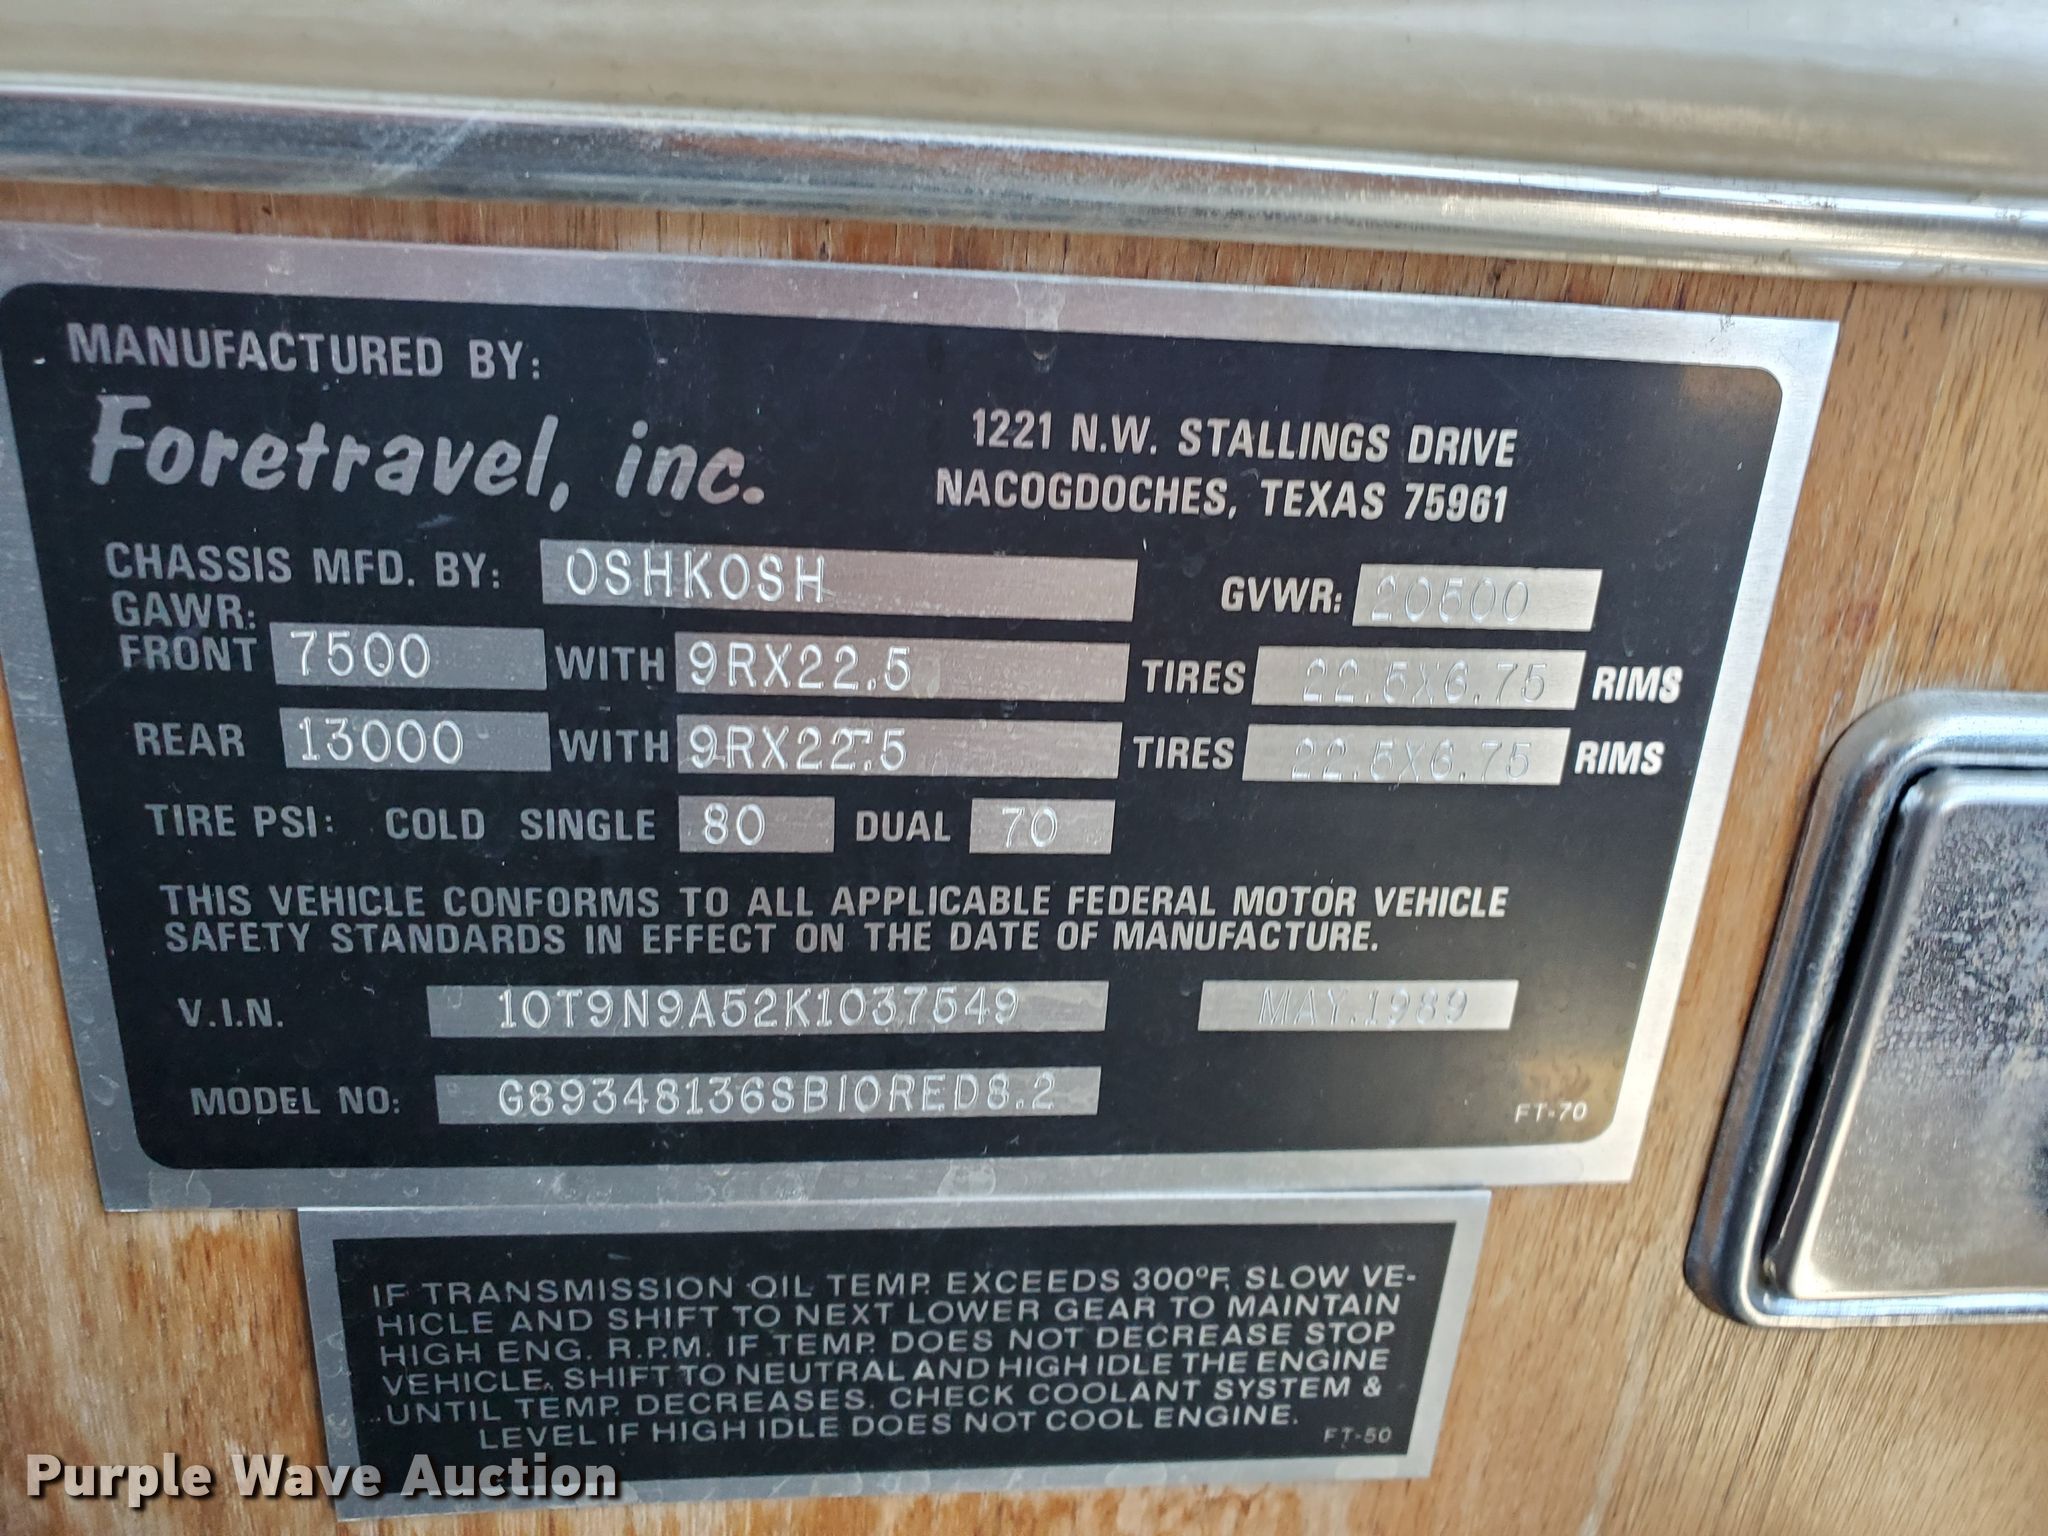 MANUFACTURED BY:
Foretravel, inc.
1221 N.W. STALLINGS DRIVE
NACOGDOCHES, TEXAS 75961
CHASSIS MFD. BY: OSHKOSH GVWR: 20500
GAWR:
FRONT 7500 WITH 9RX22.5 TIRES 22.5X6.75 RIMS
REAR 13000 WITH 9RX22.5 TIRES 22.5X6.75 RIMS
TIRE PSI: COLD SINGLE 80 DUAL 70
THIS VEHICLE CONFORMS TO ALL APPLICABLE FEDERAL MOTOR VEHICLE
SAFETY STANDARDS IN EFFECT ON THE DATE OF MANUFACTURE.
V.I.N. 10T9N9A52K1037549 MAY.1989
MODEL NO: G89348136SBIORED8.2
FT-70
IF TRANSMISSION OIL TEMP. EXCEEDS 300°F, SLOW VE-
HICLE AND SHIFT TO NEXT LOWER GEAR TO MAINTAIN
HIGH ENG. R.P.M. IF TEMP. DOES NOT DECREASE STOP
VEHICLE, SHIFT TO NEUTRAL AND HIGH IDLE THE ENGINE
UNTIL TEMP. DECREASES. CHECK COOLANT SYSTEM &
LEVEL IF HIGH IDLE DOES NOT COOL ENGINE.
FT-50
Purple Wave Auction